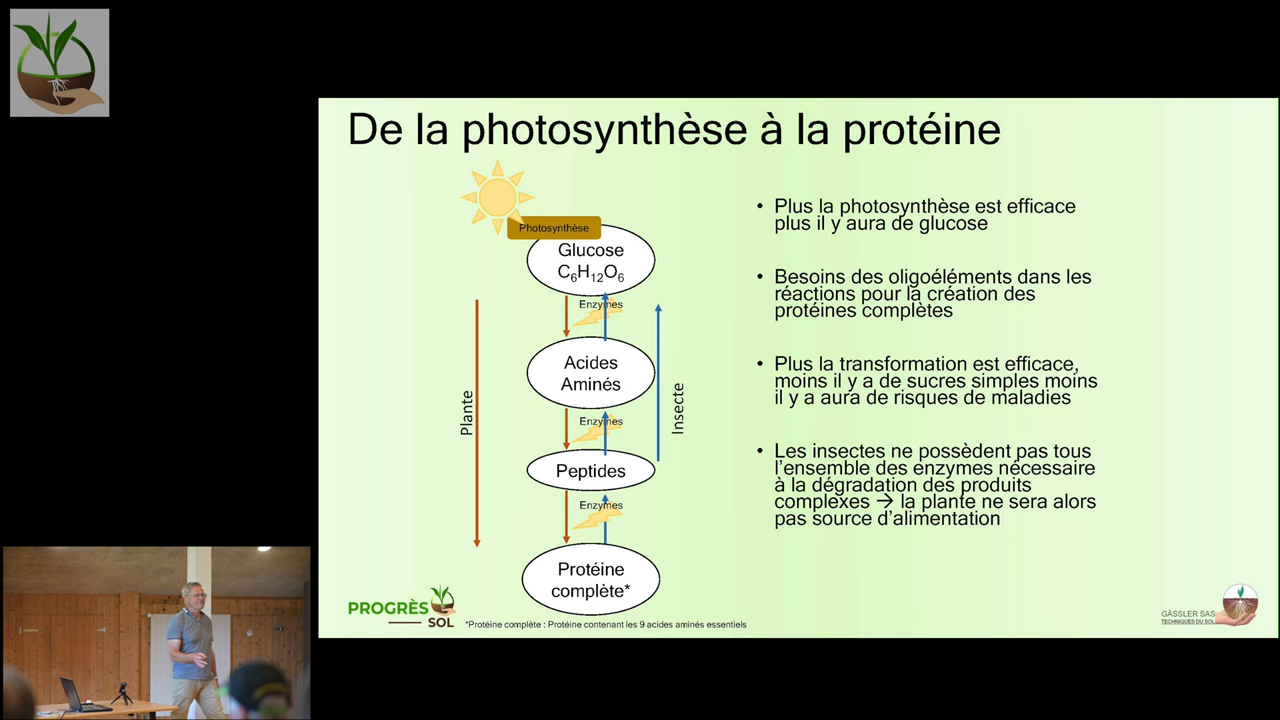 De la photosynthèse à la protéine
Photosynthèse
Glucose
C₆H₁₂O₆
Enzymes
Acides
Aminés
Enzymes
Peptides
Enzymes
Protéine
complète*
Plante
Insecte
• Plus la photosynthèse est efficace
plus il y aura de glucose
• Besoins des oligoéléments dans les
réactions pour la création des
protéines complètes
• Plus la transformation est efficace,
moins il y a de sucres simples moins
il y a aura de risques de maladies
• Les insectes ne possèdent pas tous
l'ensemble des enzymes nécessaire
à la dégradation des produits
complexes → la plante ne sera alors
pas source d'alimentation
PROGRÈS
SOL
*Protéine complète : Protéine contenant les 9 acides aminés essentiels
GÄSSLER SAS
TECHNIQUES DU SOL